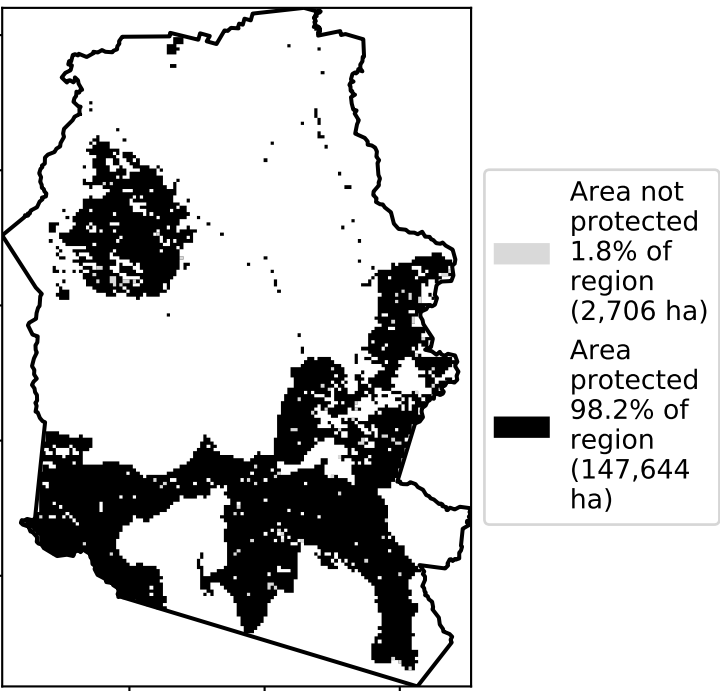 Area not
protected
1.8% of
region
(2,706 ha)
Area
protected
98.2% of
region
(147,644
ha)